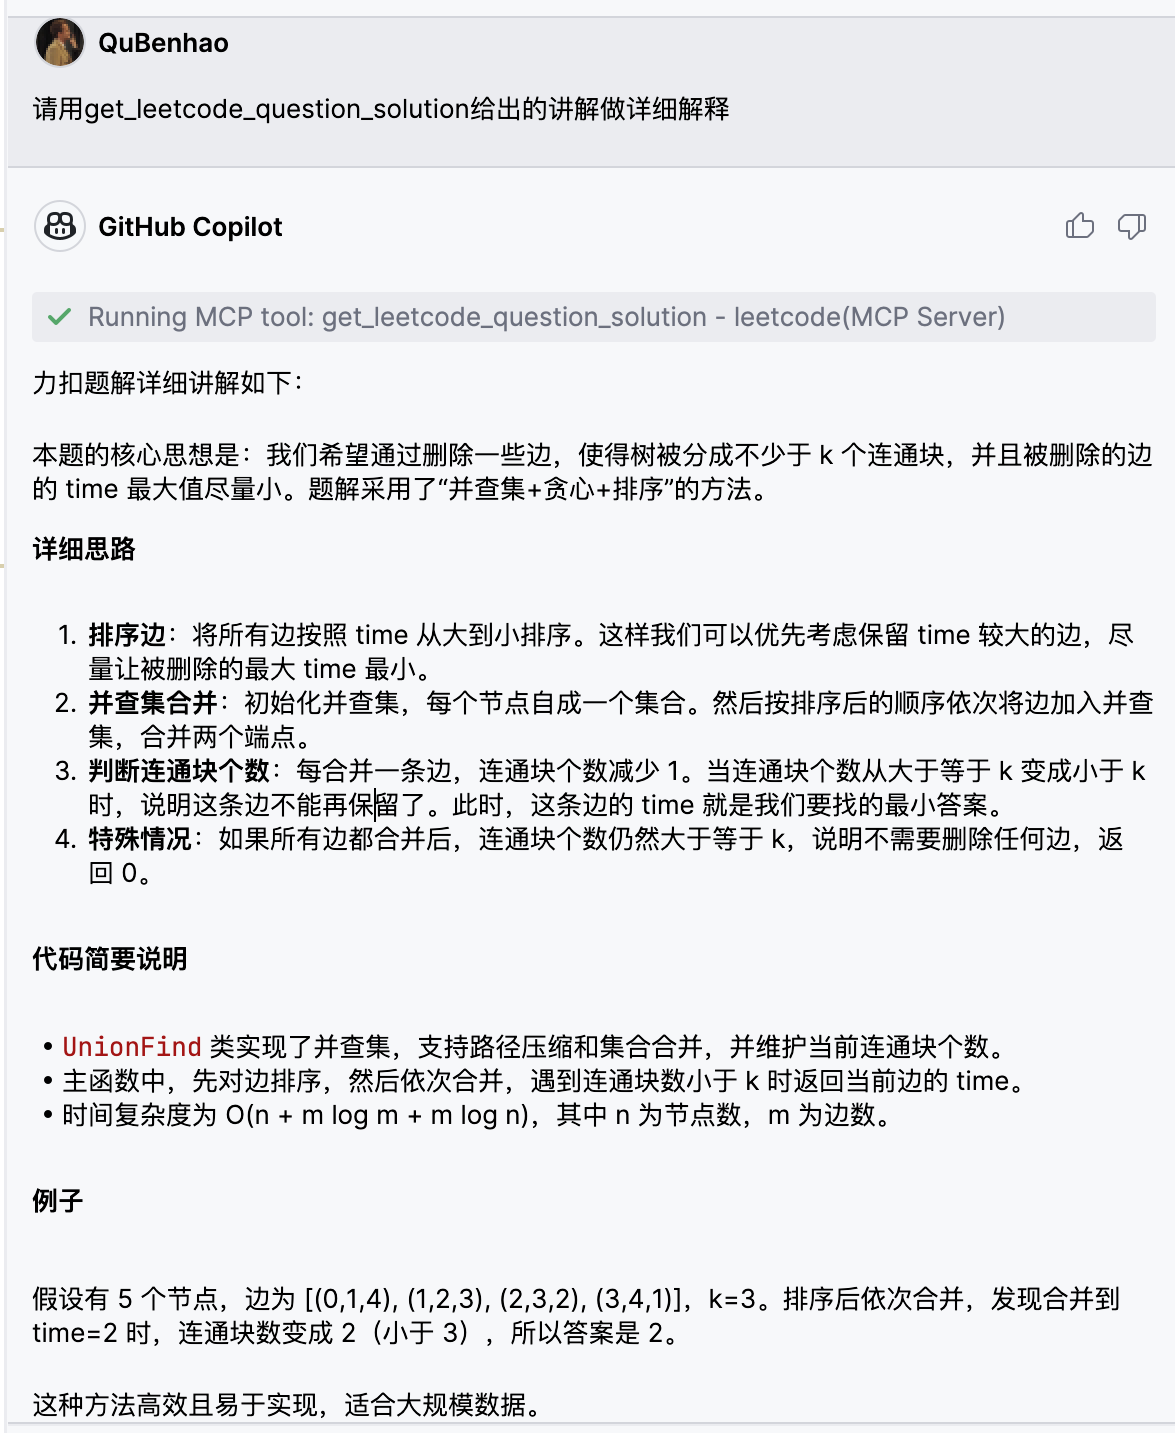 QuBenhao
请用get_leetcode_question_solution给出的讲解做详细解释
GitHub Copilot
Running MCP tool: get_leetcode_question_solution - leetcode(MCP Server)
力扣题解详细讲解如下：
本题的核心思想是：我们希望通过删除一些边，使得树被分成不少于 k 个连通块，并且被删除的边
的 time 最大值尽量小。题解采用了“并查集+贪心+排序”的方法。
详细思路
1. 排序边：将所有边按照 time 从大到小排序。这样我们可以优先考虑保留 time 较大的边，尽
量让被删除的最大 time 最小。
2. 并查集合并：初始化并查集，每个节点自成一个集合。然后按排序后的顺序依次将边加入并查
集，合并两个端点。
3. 判断连通块个数：每合并一条边，连通块个数减少 1。当连通块个数从大于等于 k 变成小于 k
时，说明这条边不能再保留了。此时，这条边的 time 就是我们要找的最小答案。
4. 特殊情况：如果所有边都合并后，连通块个数仍然大于等于 k，说明不需要删除任何边，返
回 0。
代码简要说明
• UnionFind 类实现了并查集，支持路径压缩和集合合并，并维护当前连通块个数。
• 主函数中，先对边排序，然后依次合并，遇到连通块数小于 k 时返回当前边的 time。
• 时间复杂度为 O(n + m log m + m log n)，其中 n 为节点数，m 为边数。
例子
假设有 5 个节点，边为 [(0,1,4), (1,2,3), (2,3,2), (3,4,1)]，k=3。排序后依次合并，发现合并到
time=2 时，连通块数变成 2（小于 3），所以答案是 2。
这种方法高效且易于实现，适合大规模数据。